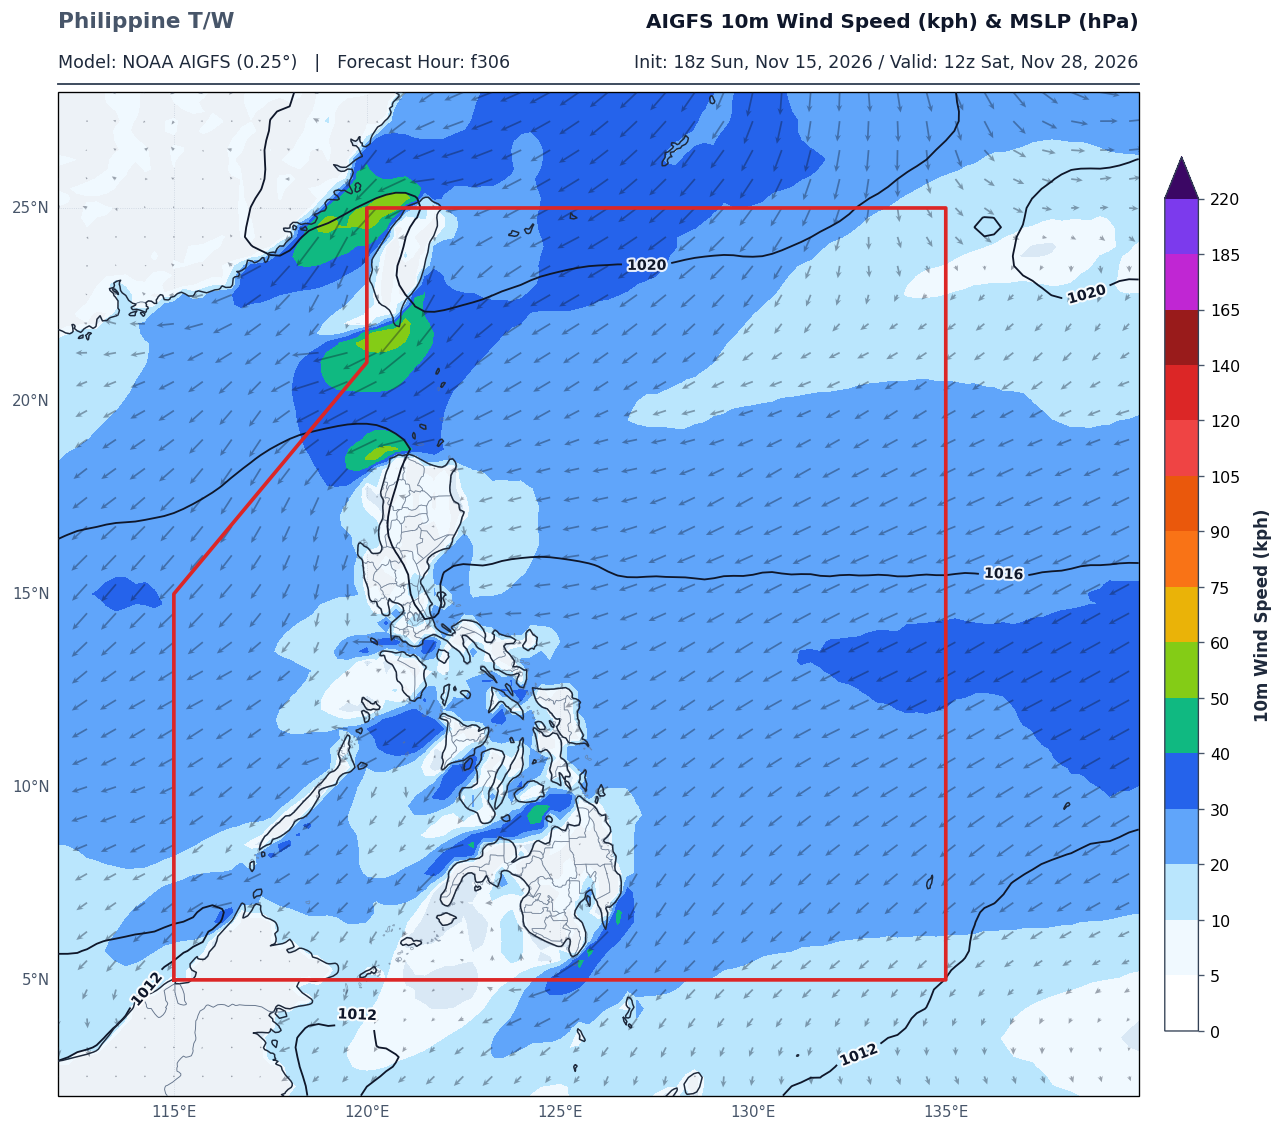 Philippine T/W
AIGFS 10m Wind Speed (kph) & MSLP (hPa)
Model: NOAA AIGFS (0.25°) | Forecast Hour: f306
Init: 18z Sun, Nov 15, 2026 / Valid: 12z Sat, Nov 28, 2026
25°N
20°N
15°N
10°N
5°N
115°E
120°E
125°E
130°E
135°E
1020
1020
1016
1012
1012
1012
220
185
165
140
120
105
90
75
60
50
40
30
20
10
5
0
10m Wind Speed (kph)